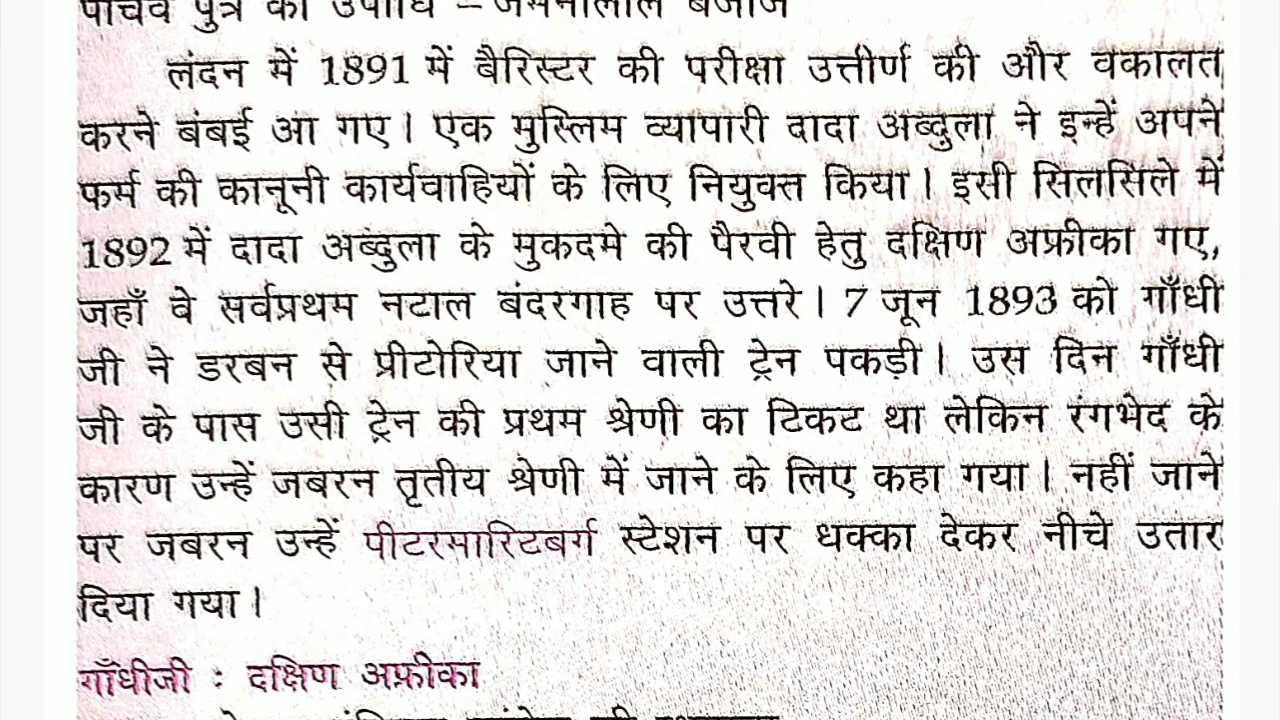 पाँचवें पुत्र की उपाधि – जमनालाल बजाज
लंदन में 1891 में बैरिस्टर की परीक्षा उत्तीर्ण की और वकालत
करने बंबई आ गए। एक मुस्लिम व्यापारी दादा अब्दुला ने इन्हें अपने
फर्म की कानूनी कार्यवाहियों के लिए नियुक्त किया। इसी सिलसिले में
1892 में दादा अब्दुला के मुकदमे की पैरवी हेतु दक्षिण अफ्रीका गए,
जहाँ वे सर्वप्रथम नटाल बंदरगाह पर उत्तरे। 7 जून 1893 को गाँधी
जी ने डरबन से प्रीटोरिया जाने वाली ट्रेन पकड़ी। उस दिन गाँधी
जी के पास उसी ट्रेन की प्रथम श्रेणी का टिकट था लेकिन रंगभेद के
कारण उन्हें जबरन तृतीय श्रेणी में जाने के लिए कहा गया। नहीं जाने
पर जबरन उन्हें पीटरमारिटबर्ग स्टेशन पर धक्का देकर नीचे उतार
दिया गया।
गाँधीजी : दक्षिण अफ्रीका